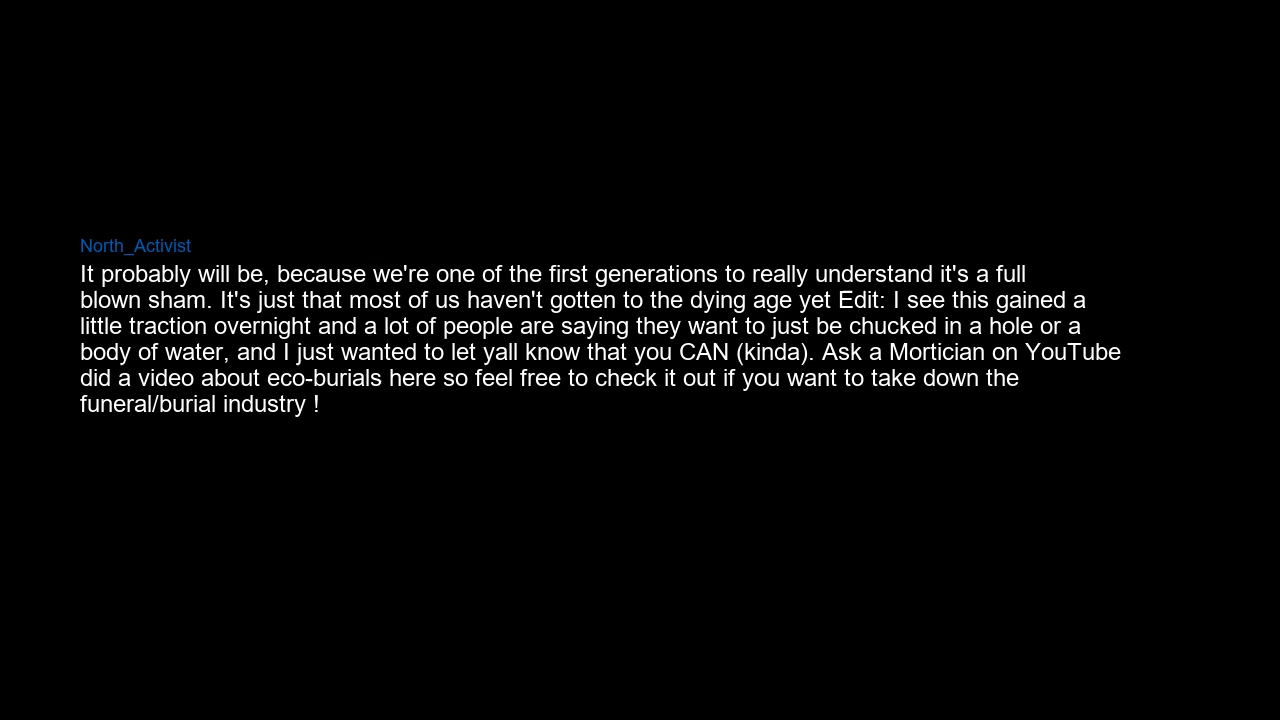 North_Activist
It probably will be, because we're one of the first generations to really understand it's a full
blown sham. It's just that most of us haven't gotten to the dying age yet Edit: I see this gained a
little traction overnight and a lot of people are saying they want to just be chucked in a hole or a
body of water, and I just wanted to let yall know that you CAN (kinda). Ask a Mortician on YouTube
did a video about eco-burials here so feel free to check it out if you want to take down the
funeral/burial industry !